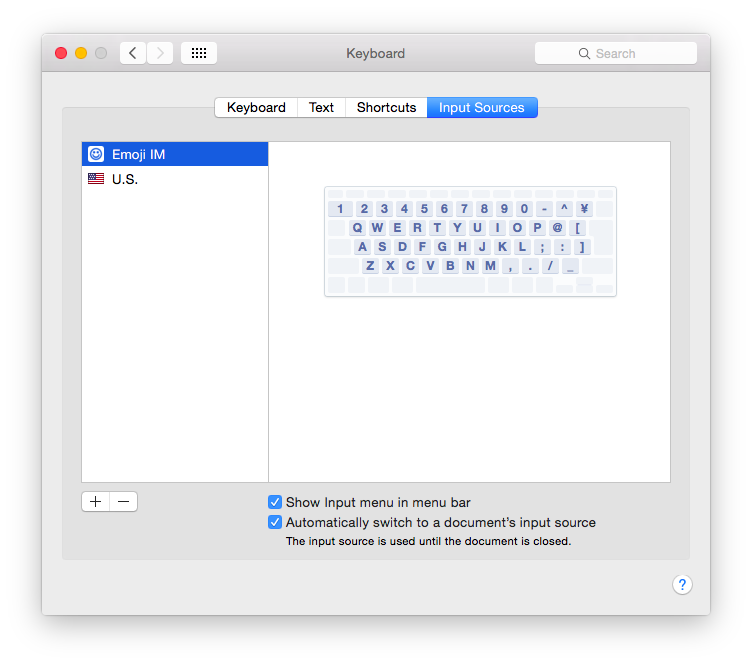 Keyboard
Search
Keyboard Text Shortcuts Input Sources
Emoji IM
U.S.
1 2 3 4 5 6 7 8 9 0 - ^ ¥
Q W E R T Y U I O P @ [
A S D F G H J K L ; : ]
Z X C V B N M , . / _
+ −
Show Input menu in menu bar
Automatically switch to a document's input source
The input source is used until the document is closed.
?